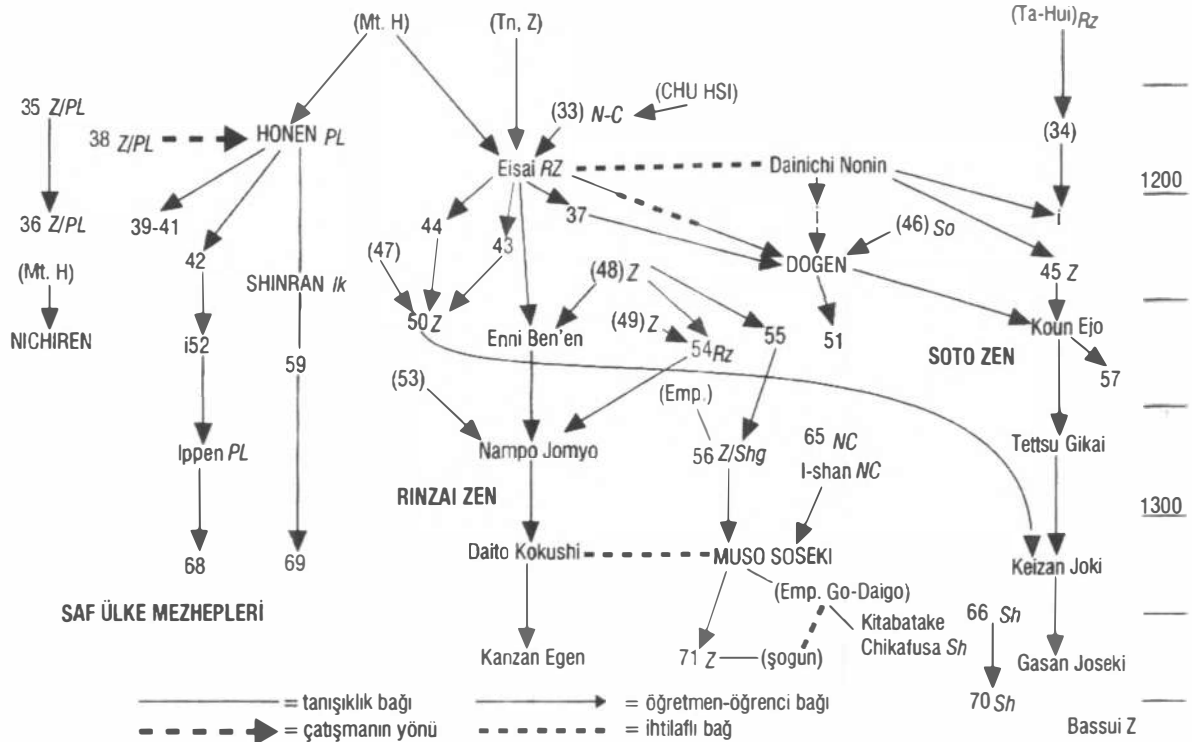 (Mt. H)
(Tn, Z)
(Ta-Hui) Rz
35 Z/PL
38 Z/PL
HONEN PL
(33) N-C
(CHU HSI)
(34)
Eisai RZ
Dainichi Nonin
1200
36 Z/PL
39-41
44
43
37
i
i
(46) So
42
(47)
(48) Z
DOGEN
45 Z
(Mt. H)
SHINRAN Ik
NICHIREN
50 Z
Enni Ben'en
(49) Z
54 Rz
55
51
Koun Ejo
SOTO ZEN
57
i52
59
(53)
(Emp.)
Ippen PL
Nampo Jomyo
56 Z/Shg
65 NC
I-shan NC
Tettsu Gikai
RINZAI ZEN
1300
68
69
Daito Kokushi
MUSO SOSEKI
Keizan Joki
SAF ÜLKE MEZHEPLERİ
(Emp. Go-Daigo)
Kitabatake
Chikafusa Sh
66 Sh
Kanzan Egen
71 Z
(şogun)
Gasan Joseki
70 Sh
= tanışıklık bağı
= öğretmen-öğrenci bağı
= çatışmanın yönü
= ihtilaflı bağ
Bassui Z